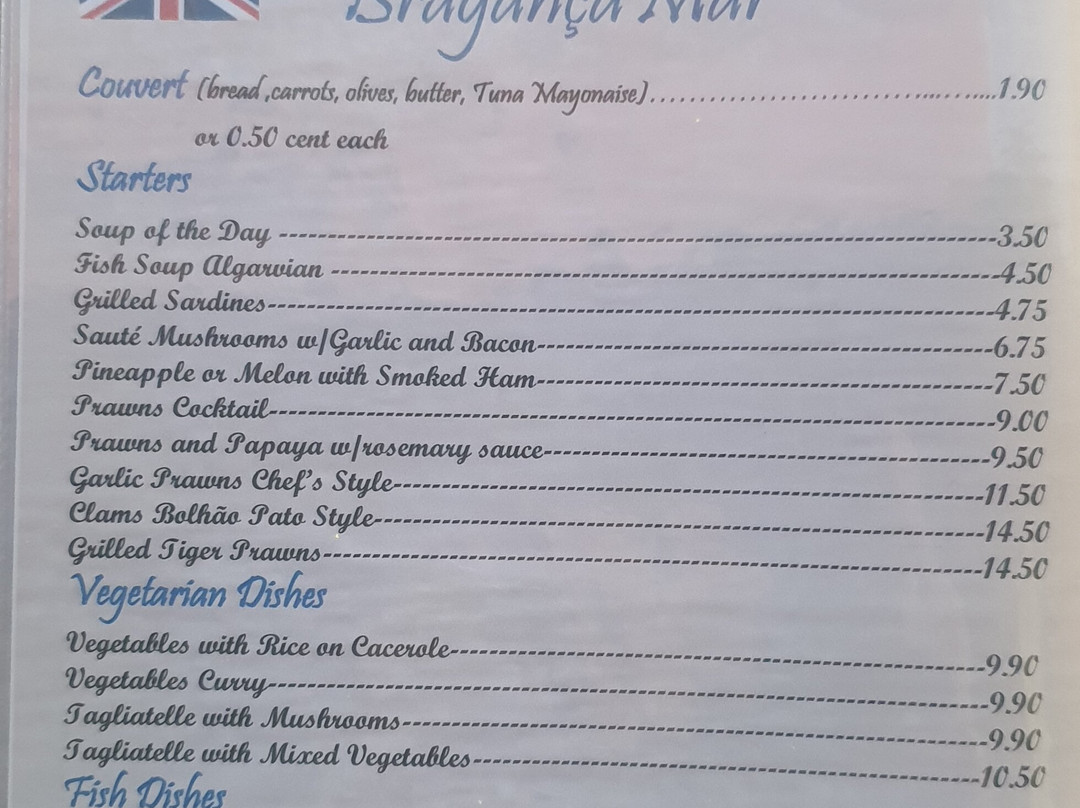 Bragança Mar
Couvert (bread,carrots, olives, butter, Tuna Mayonaise)....................................1.90
or 0.50 cent each
Starters
Soup of the Day ------------------------------------------------------------3.50
Fish Soup Algarvian ------------------------------------------------------------4.50
Grilled Sardines------------------------------------------------------------4.75
Sauté Mushrooms w/Garlic and Bacon------------------------------------------------------------6.75
Pineapple or Melon with Smoked Ham------------------------------------------------------------7.50
Prawns Cocktail------------------------------------------------------------9.00
Prawns and Papaya w/rosemary sauce------------------------------------------------------------9.50
Garlic Prawns Chef's Style------------------------------------------------------------11.50
Clams Bolhão Pato Style------------------------------------------------------------14.50
Grilled Tiger Prawns------------------------------------------------------------14.50
Vegetarian Dishes
Vegetables with Rice on Cacerole------------------------------------------------------------9.90
Vegetables Curry------------------------------------------------------------9.90
Tagliatelle with Mushrooms------------------------------------------------------------9.90
Tagliatelle with Mixed Vegetables------------------------------------------------------------10.50
Fish Dishes